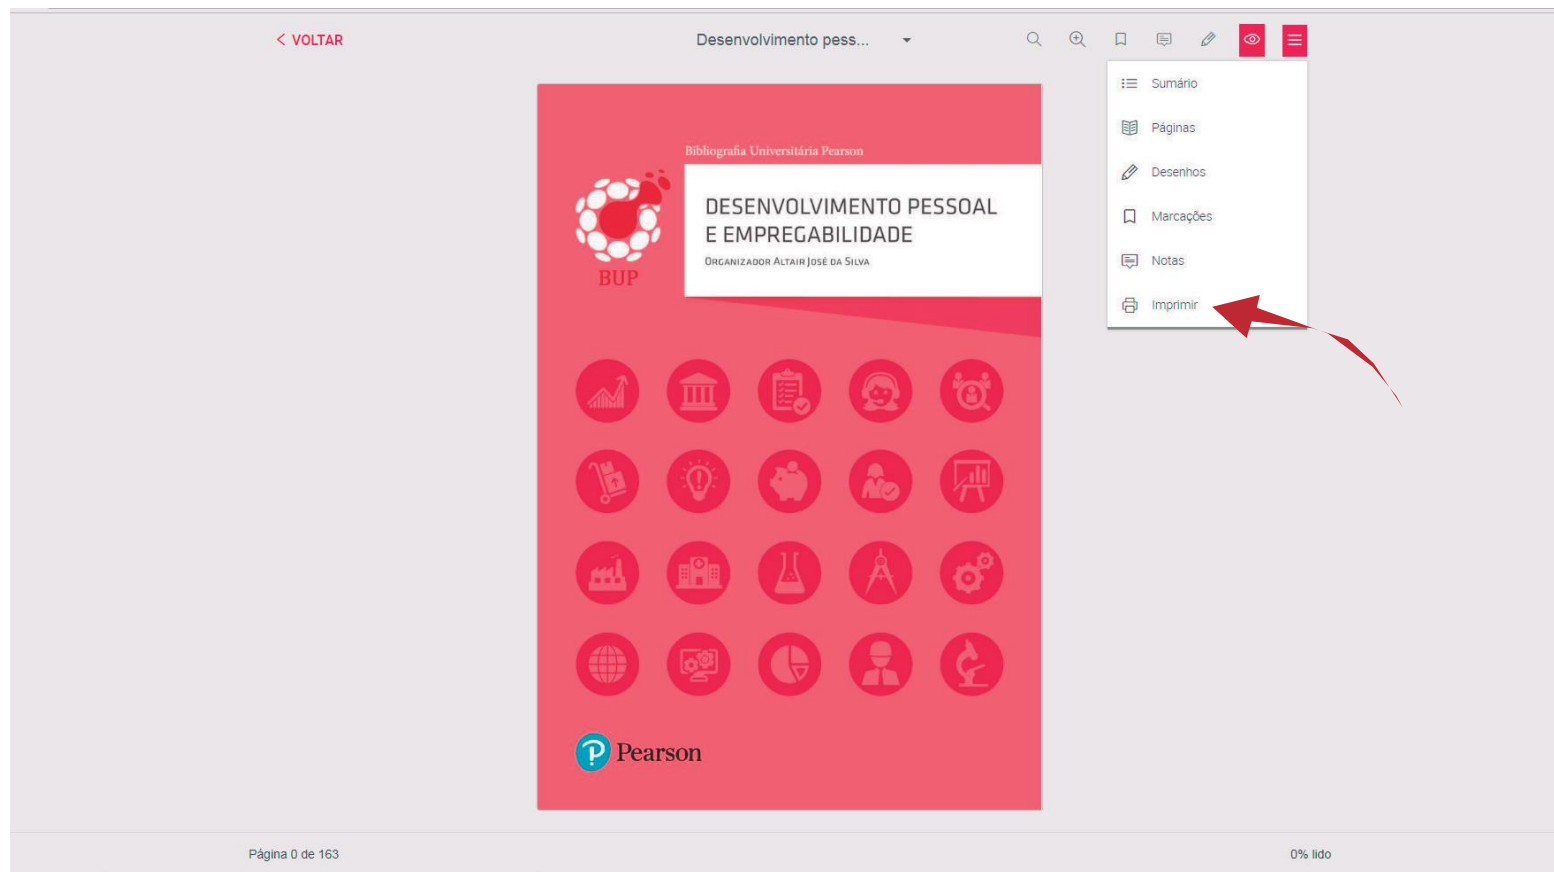 VOLTAR
Desenvolvimento pess...
Sumário
Páginas
Desenhos
Marcações
Notas
Imprimir
Bibliografia Universitária Pearson
DESENVOLVIMENTO PESSOAL
E EMPREGABILIDADE
ORGANIZADOR ALTAIR JOSÉ DA SILVA
BUP
Pearson
Página 0 de 163
0% lido